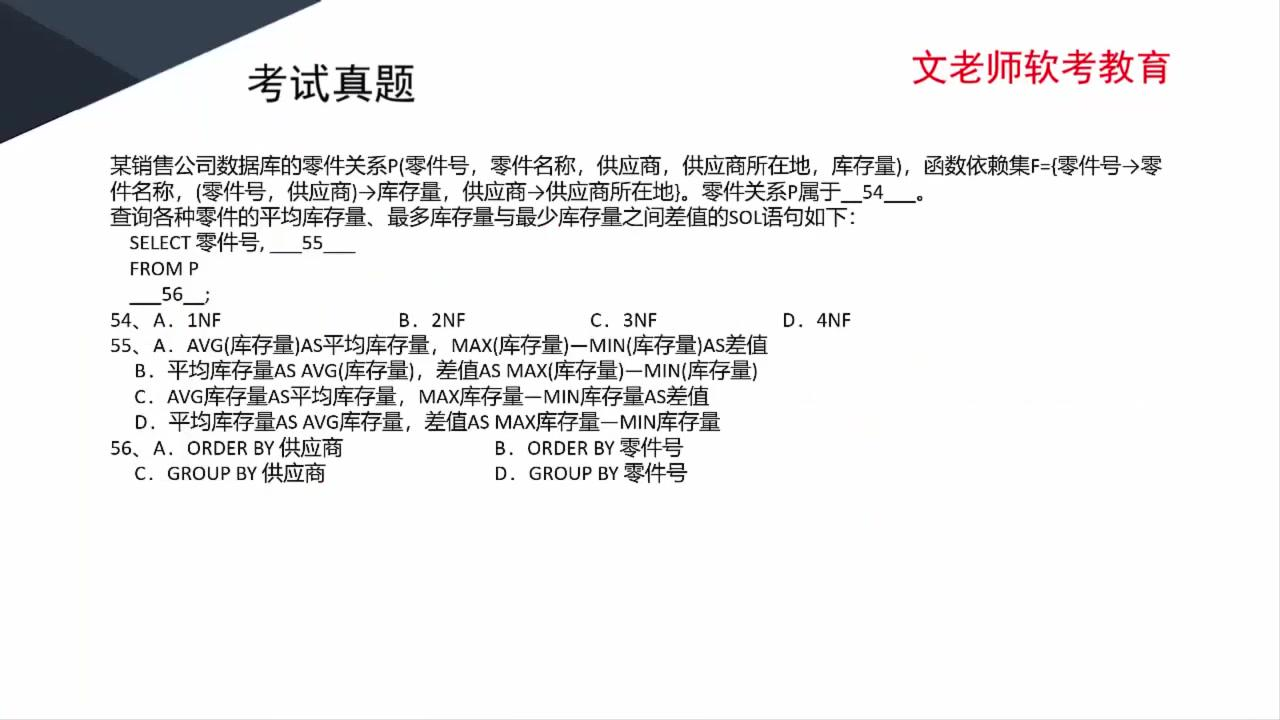 考试真题
文老师软考教育
某销售公司数据库的零件关系P(零件号，零件名称，供应商，供应商所在地，库存量)，函数依赖集F={零件号→零
件名称，(零件号，供应商)→库存量，供应商→供应商所在地}。零件关系P属于__54___。
查询各种零件的平均库存量、最多库存量与最少库存量之间差值的SOL语句如下：
SELECT 零件号, ___55___
FROM P
___56__;
54、A．1NF B．2NF C．3NF D．4NF
55、A．AVG(库存量)AS平均库存量，MAX(库存量)—MIN(库存量)AS差值
B．平均库存量AS AVG(库存量)，差值AS MAX(库存量)—MIN(库存量)
C．AVG库存量AS平均库存量，MAX库存量—MIN库存量AS差值
D．平均库存量AS AVG库存量，差值AS MAX库存量—MIN库存量
56、A．ORDER BY 供应商 B．ORDER BY 零件号
C．GROUP BY 供应商 D．GROUP BY 零件号